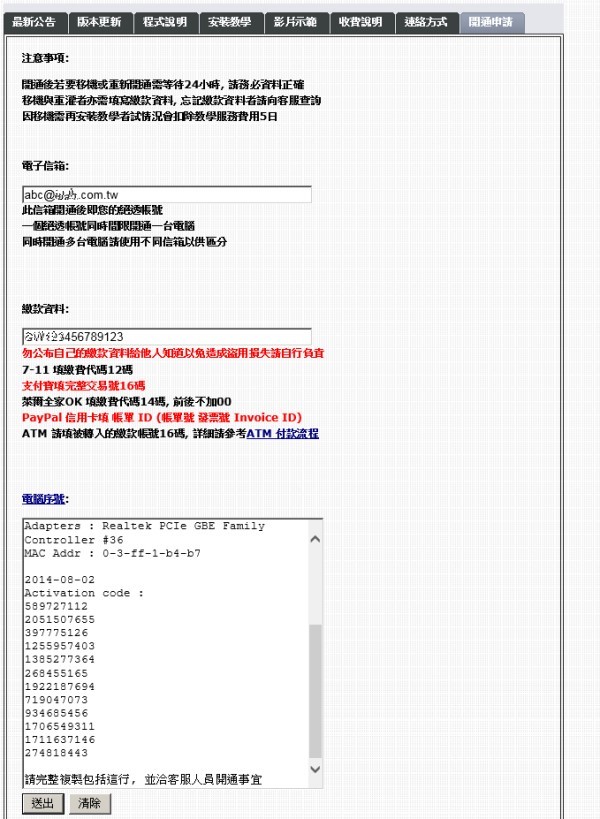 最新公告 版本更新 程式說明 安裝教學 影片示範 收費說明 連絡方式 開通申請
注意事項:
開通後若要移機或重新開通需等待24小時, 請務必資料正確
移機與重灌者亦需填寫繳款資料, 忘記繳款資料者請向客服查詢
因移機需再安裝教學者試情況會扣除教學服務費用5日
電子信箱:
.com.tw
此信箱開通後即您的絕透帳號
一個絕透帳號同時間限開通一台電腦
同時開通多台電腦請使用不同信箱以供區分
繳款資料:
456789123
勿公布自己的繳款資料給他人知道以免造成盜用損失請自行負責
7-11 填繳費代碼12碼
支付寶填完整交易號16碼
萊爾全家OK 填繳費代碼14碼, 前後不加00
PayPal 信用卡填 帳單 ID (帳單號 發票號 Invoice ID)
ATM 請填被轉入的繳款帳號16碼, 詳細請參考ATM 付款流程
電腦序號:
Adapters : Realtek PCIe GBE Family
Controller #36
MAC Addr : 0-3-ff-1-b4-b7
2014-08-02
Activation code :
589727112
2051507655
397775126
1255957403
1385277364
268455165
1922187694
719047073
934685456
1706549311
1711637146
274818443
請完整複製包括這行, 並洽客服人員開通事宜
送出 清除